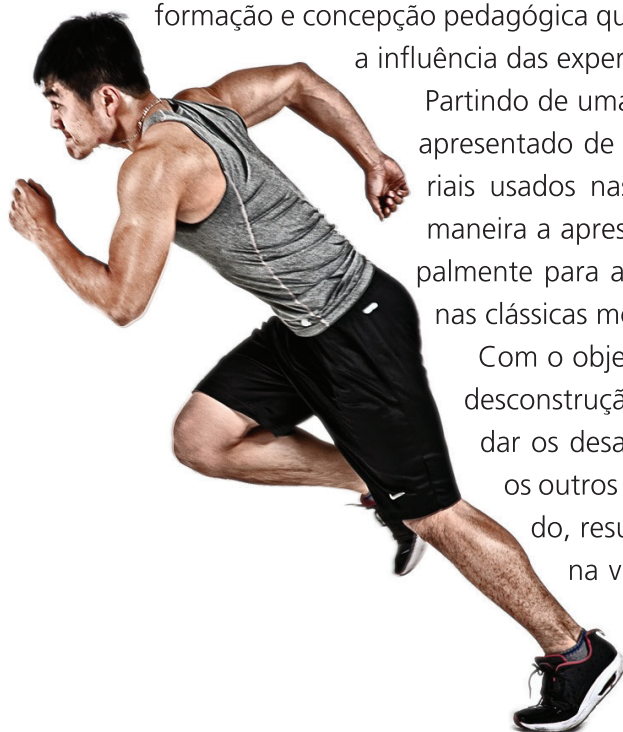 formação e concepção pedagógica qu
a influência das exper
Partindo de uma
apresentado de
riais usados nas
maneira a apres
palmente para a
nas clássicas me
Com o obje
desconstruçã
dar os desa
os outros
do, resu
na v